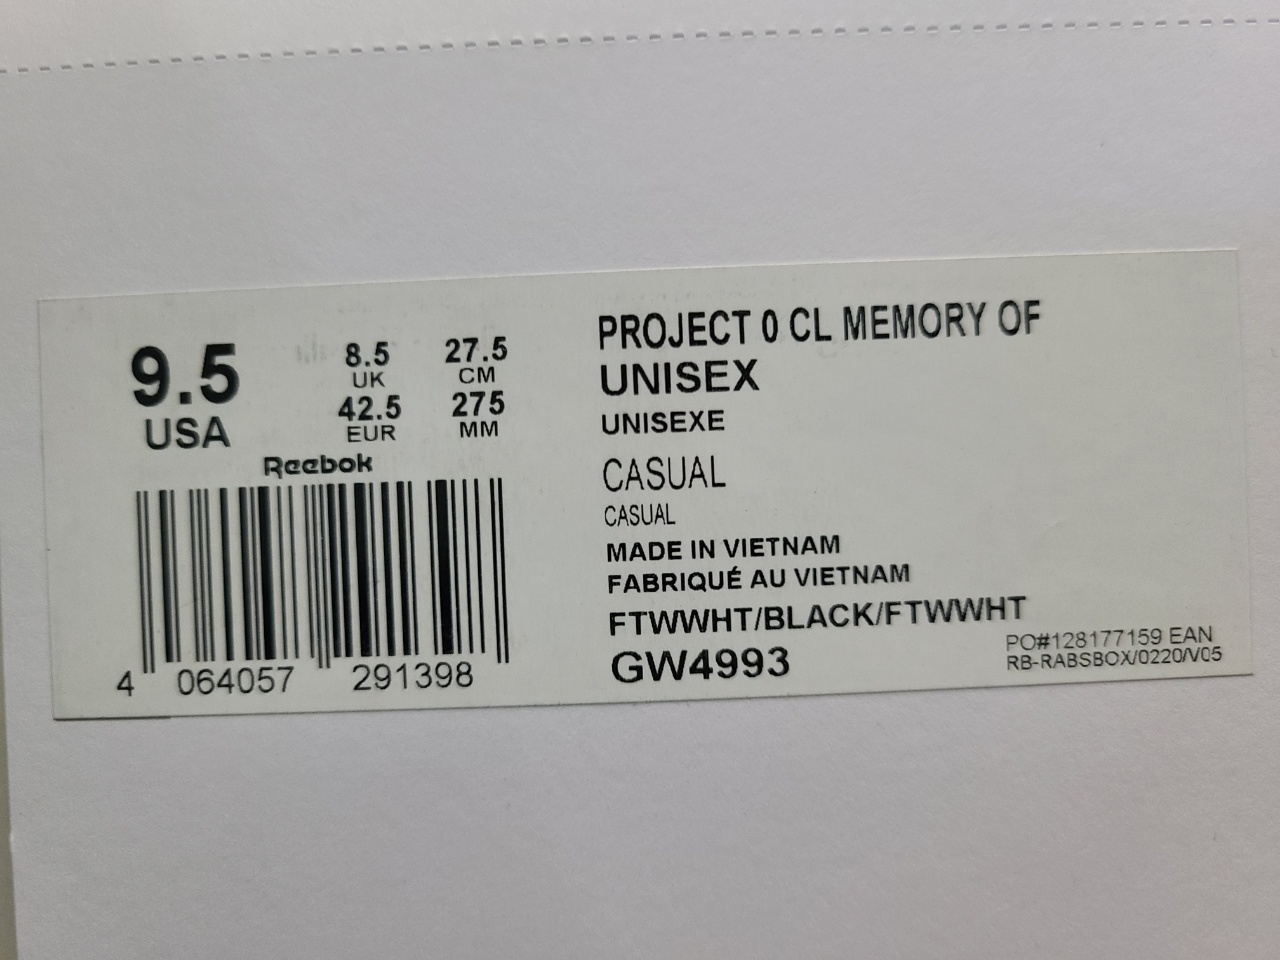 9.5
USA
8.5
UK
42.5
EUR
27.5
CM
275
MM
Reebok
4 064057 291398
PROJECT 0 CL MEMORY OF
UNISEX
UNISEXE
CASUAL
CASUAL
MADE IN VIETNAM
FABRIQUÉ AU VIETNAM
FTWWHT/BLACK/FTWWHT
GW4993
PO#128177159 EAN
RB-RABSBOX/0220/V05